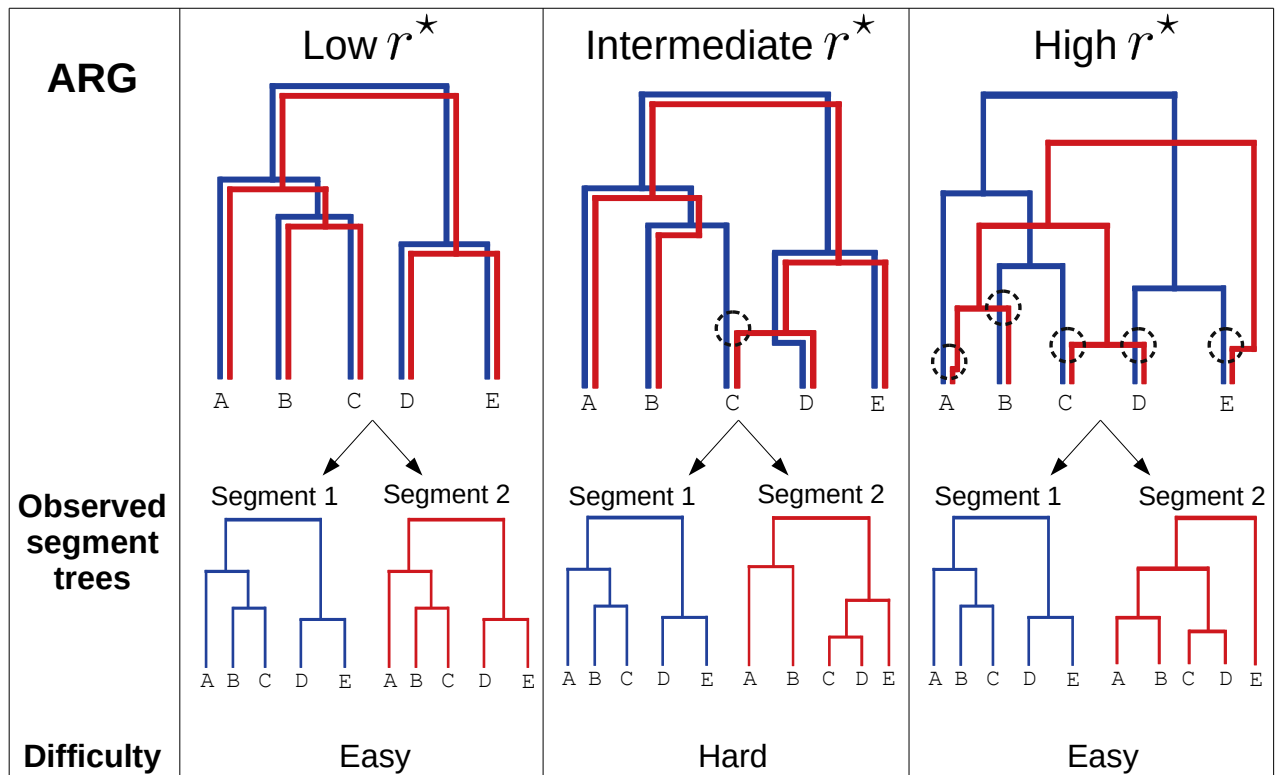 ARG
Low r★
Intermediate r★
High r★
A B C D E
A B C D E
A B C D E
Observed
segment
trees
Segment 1
Segment 2
Segment 1
Segment 2
Segment 1
Segment 2
A B C D E
A B C D E
A B C D E
A B C D E
A B C D E
A B C D E
Difficulty
Easy
Hard
Easy